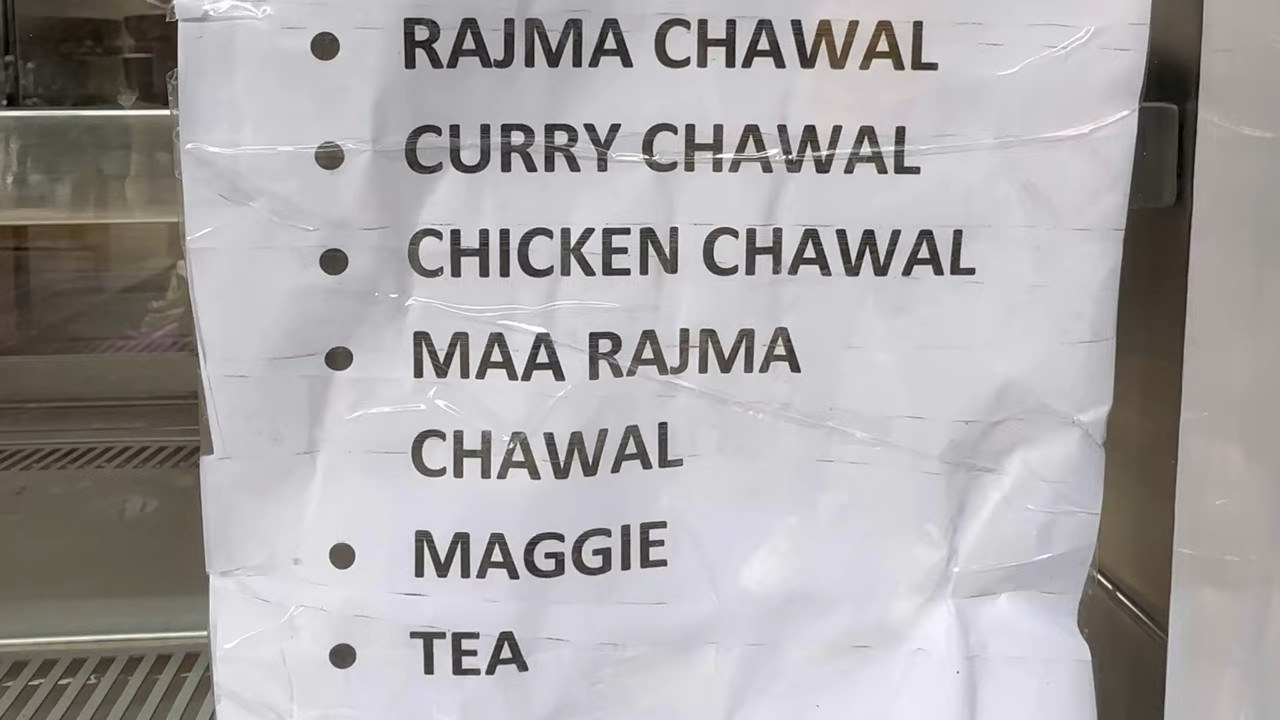 • RAJMA CHAWAL
• CURRY CHAWAL
• CHICKEN CHAWAL
• MAA RAJMA
CHAWAL
• MAGGIE
• TEA